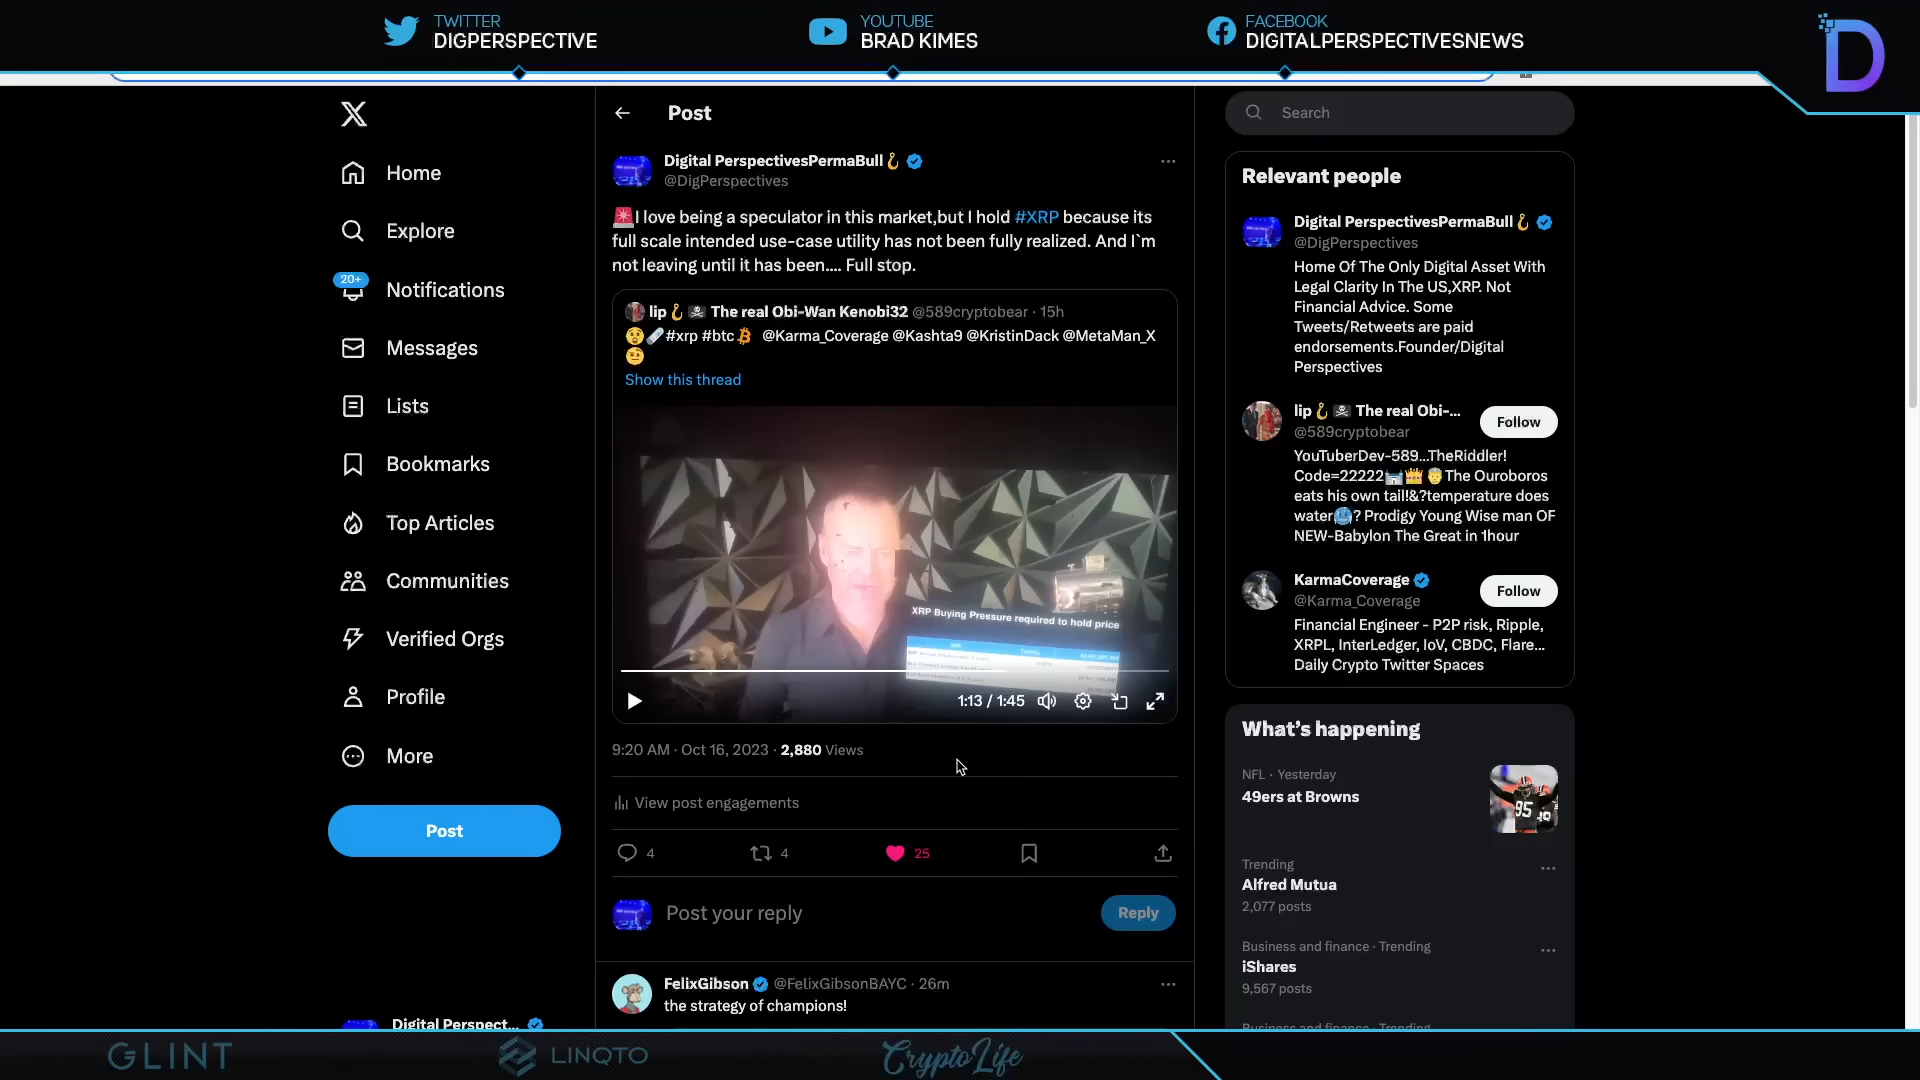 TWITTER
DIGPERSPECTIVE
YOUTUBE
BRAD KIMES
FACEBOOK
DIGITALPERSPECTIVESNEWS
D
Home
Explore
20+
Notifications
Messages
Lists
Bookmarks
Top Articles
Communities
Verified Orgs
Profile
More
Post
Digital Perspect...
Post
Digital PerspectivesPermaBull🪝
@DigPerspectives
🚨I love being a speculator in this market,but I hold #XRP because its
full scale intended use-case utility has not been fully realized. And I`m
not leaving until it has been.... Full stop.
lip🪝🏴‍☠️ The real Obi-Wan Kenobi32 @589cryptobear · 15h
#xrp #btc @Karma_Coverage @Kashta9 @KristinDack @MetaMan_X
Show this thread
XRP Buying Pressure required to hold price
1:13 / 1:45
9:20 AM · Oct 16, 2023 · 2,880 Views
View post engagements
4
4
25
Post your reply
Reply
FelixGibson @FelixGibsonBAYC · 26m
the strategy of champions!
Search
Relevant people
Digital PerspectivesPermaBull🪝
@DigPerspectives
Home Of The Only Digital Asset With
Legal Clarity In The US,XRP. Not
Financial Advice. Some
Tweets/Retweets are paid
endorsements.Founder/Digital
Perspectives
lip🪝🏴‍☠️ The real Obi-...
@589cryptobear
Follow
YouTuberDev-589...TheRiddler!
Code=22222 The Ouroboros
eats his own tail!&?temperature does
water🥶? Prodigy Young Wise man OF
NEW-Babylon The Great in 1hour
KarmaCoverage
@Karma_Coverage
Follow
Financial Engineer - P2P risk, Ripple,
XRPL, InterLedger, IoV, CBDC, Flare...
Daily Crypto Twitter Spaces
What's happening
NFL · Yesterday
49ers at Browns
Trending
Alfred Mutua
2,077 posts
Business and finance · Trending
iShares
9,567 posts
Business and finance · Trending
GLINT
LINQTO
CryptoLife